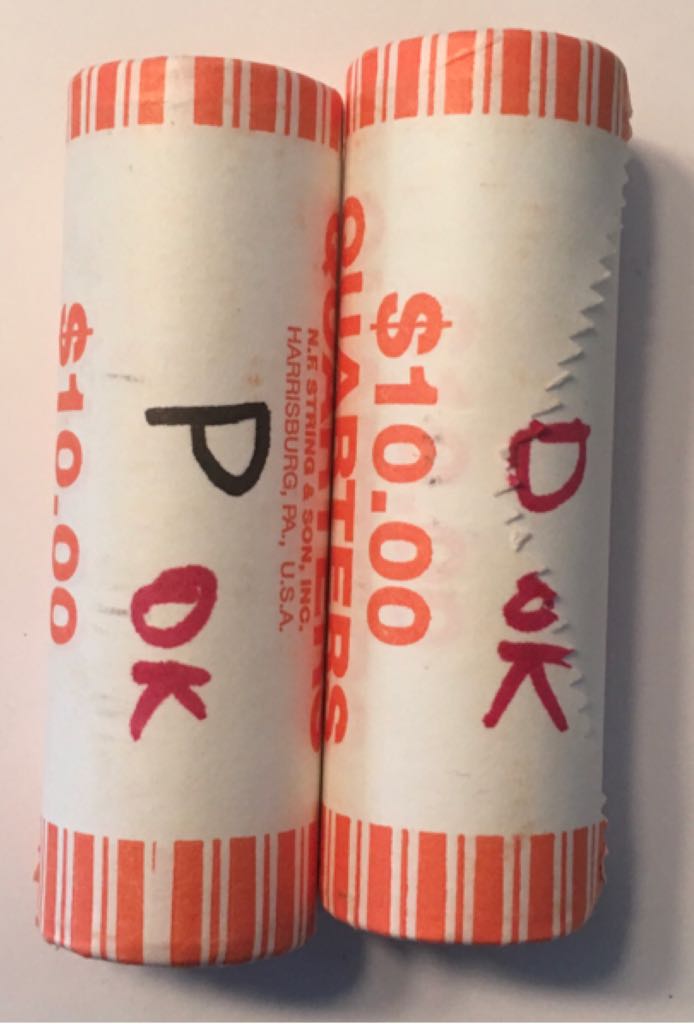 N.F. STRING & SON, INC.
HARRISBURG, PA., U.S.A.
P OK
$10.00
D OK
$10.00
QUARTERS